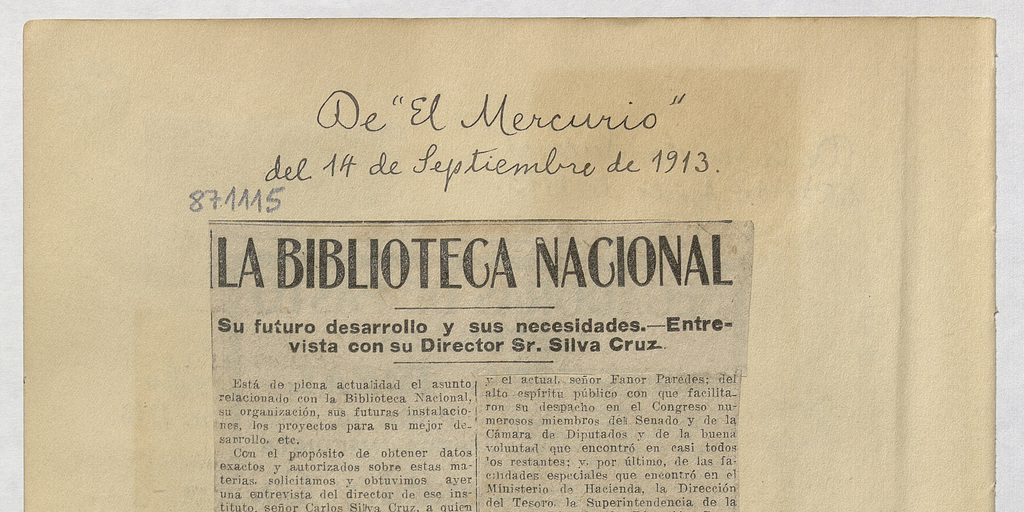 De "El Mercurio"
del 14 de Septiembre de 1913.
871115
LA BIBLIOTECA NACIONAL
Su futuro desarrollo y sus necesidades.—Entre-
vista con su Director Sr. Silva Cruz.
Está de plena actualidad el asunto
relacionado con la Biblioteca Nacional,
su organización, sus futuras instalacio-
nes, los proyectos para su mejor de-
sarrollo, etc.
Con el propósito de obtener datos
exactos y autorizados sobre estas ma-
terias, solicitamos y obtuvimos ayer
una entrevista del director de ese ins-
tituto, señor Carlos Silva Cruz, a quien
y el actual, señor Fanor Paredes; del
alto espíritu público con que facilita-
ron su despacho en el Congreso nu-
merosos miembros del Senado y de la
Cámara de Diputados y de la buena
voluntad que encontró en casi todos
los restantes; y, por último, de las fa-
cilidades especiales que encontró en el
Ministerio de Hacienda, la Dirección
del Tesoro, la Superintendencia de la